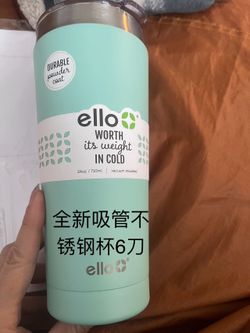 DURABLE
powder
coat
ello
WORTH
its weight
IN COLD
全新吸管不
锈钢杯6刀
ello